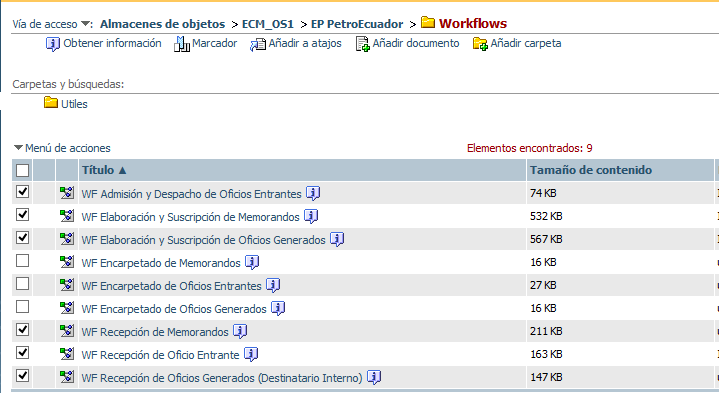 Vía de acceso : Almacenes de objetos > ECM_OS1 > EP PetroEcuador > Workflows
Obtener información Marcador Añadir a atajos Añadir documento Añadir carpeta
Carpetas y búsquedas:
Utiles
Menú de acciones Elementos encontrados: 9
Título Tamaño de contenido
WF Admisión y Despacho de Oficios Entrantes 74 KB
WF Elaboración y Suscripción de Memorandos 532 KB
WF Elaboración y Suscripción de Oficios Generados 567 KB
WF Encarpetado de Memorandos 16 KB
WF Encarpetado de Oficios Entrantes 27 KB
WF Encarpetado de Oficios Generados 16 KB
WF Recepción de Memorandos 211 KB
WF Recepción de Oficio Entrante 163 KB
WF Recepción de Oficios Generados (Destinatario Interno) 147 KB